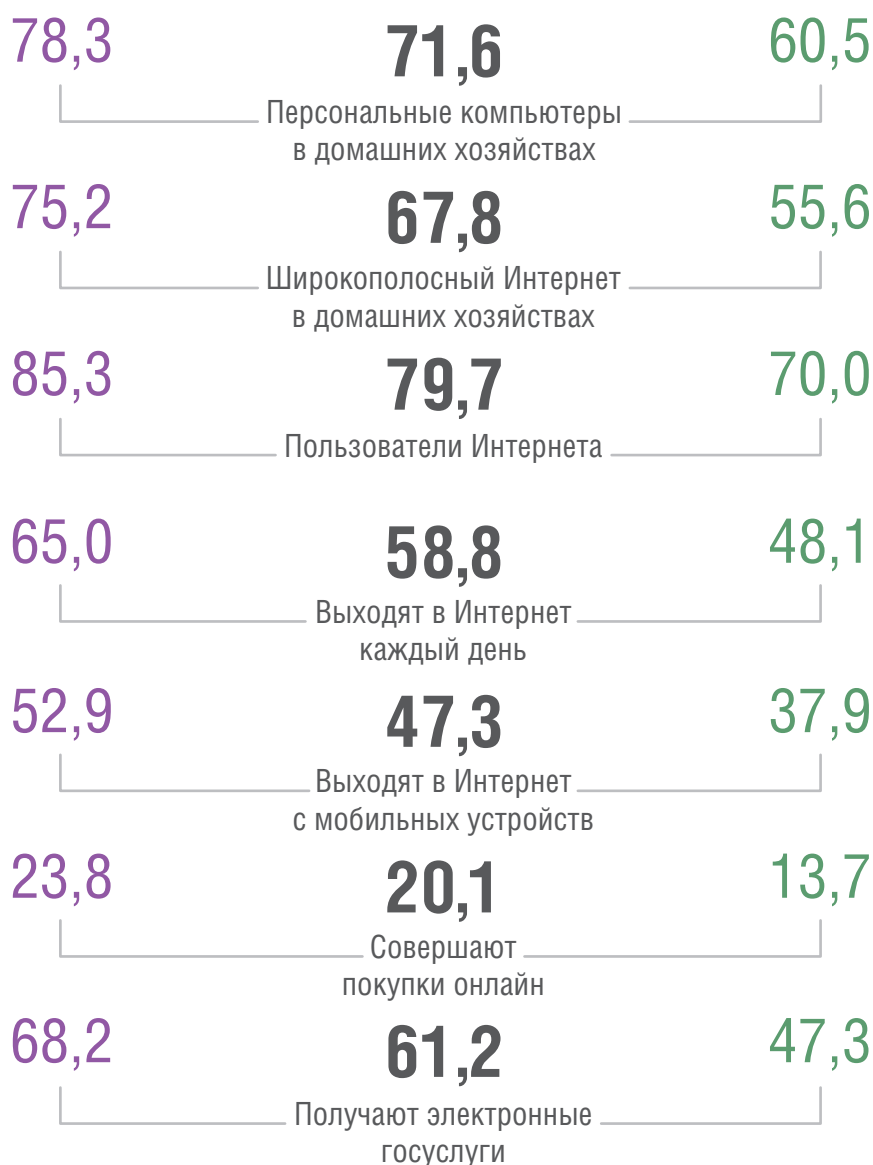 78,3 71,6 60,5
Персональные компьютеры
в домашних хозяйствах
75,2 67,8 55,6
Широкополосный Интернет
в домашних хозяйствах
85,3 79,7 70,0
Пользователи Интернета
65,0 58,8 48,1
Выходят в Интернет
каждый день
52,9 47,3 37,9
Выходят в Интернет
с мобильных устройств
23,8 20,1 13,7
Совершают
покупки онлайн
68,2 61,2 47,3
Получают электронные
госуслуги